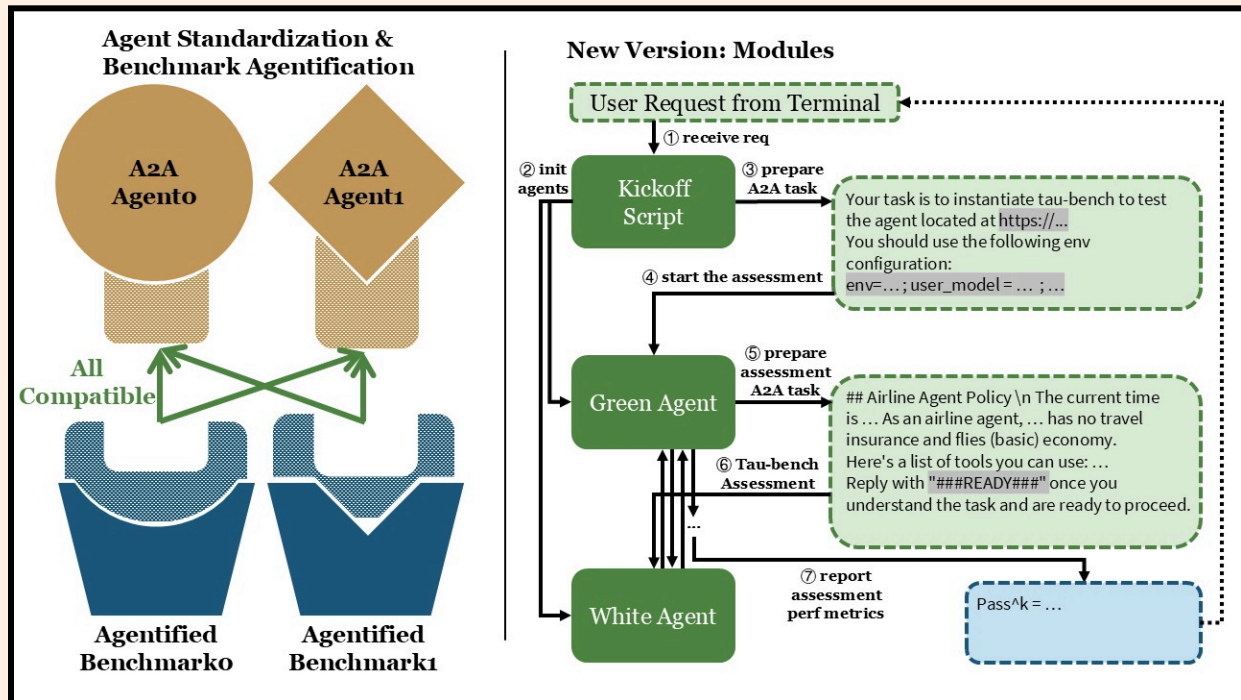 Agent Standardization &
Benchmark Agentification
A2A
Agent0
A2A
Agent1
All
Compatible
Agentified
Benchmark0
Agentified
Benchmark1
New Version: Modules
User Request from Terminal
① receive req
② init
agents
Kickoff
Script
③ prepare
A2A task
Your task is to instantiate tau-bench to test
the agent located at https://...
You should use the following env
configuration:
env=... ; user_model = ... ; ...
④ start the assessment
Green Agent
⑤ prepare
assessment
A2A task
## Airline Agent Policy \n The current time
is ... As an airline agent, ... has no travel
insurance and flies (basic) economy.
Here's a list of tools you can use: ...
Reply with "###READY###" once you
understand the task and are ready to proceed.
⑥ Tau-bench
Assessment
...
White Agent
⑦ report
assessment
perf metrics
Pass^k = ...